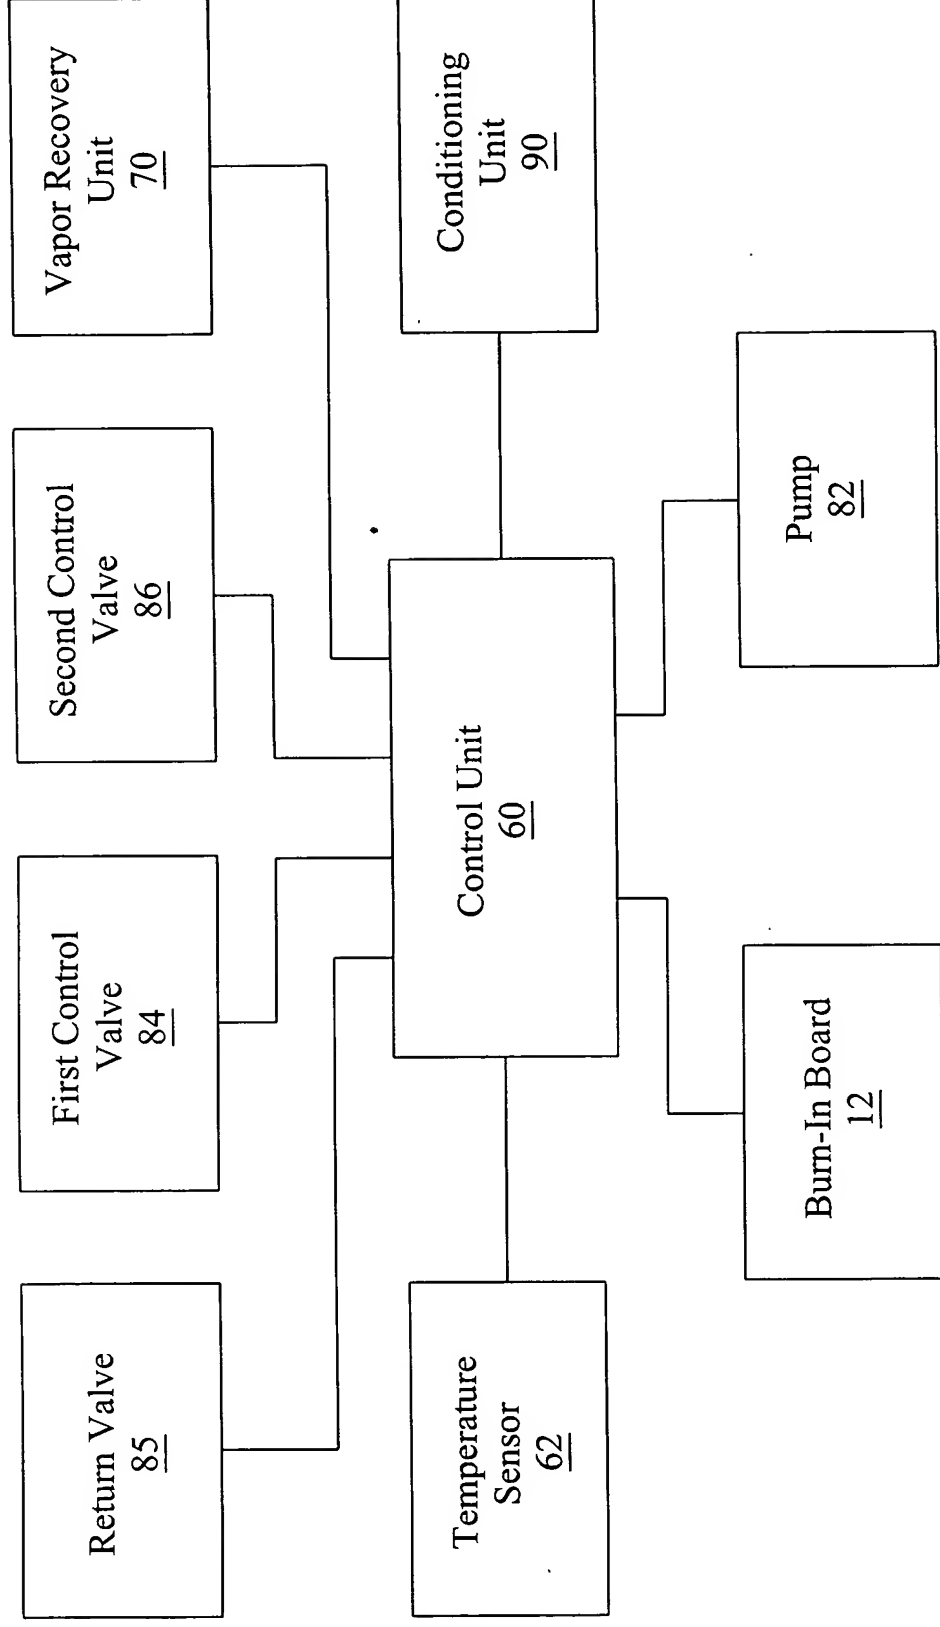 Return Valve
85
First Control
Valve
84
Second Control
Valve
86
Vapor Recovery
Unit
70
Temperature
Sensor
62
Control Unit
60
Conditioning
Unit
90
Burn-In Board
12
Pump
82